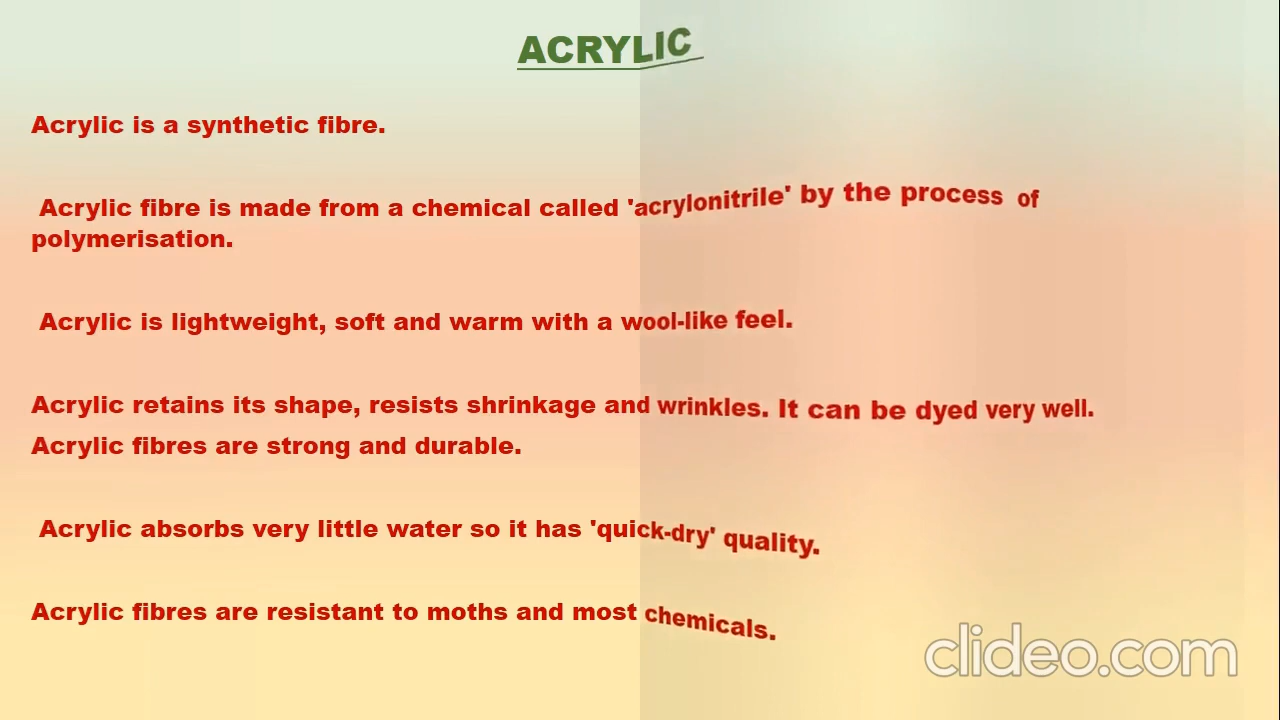 ACRYLIC
Acrylic is a synthetic fibre.
Acrylic fibre is made from a chemical called 'acrylonitrile' by the process of
polymerisation.
Acrylic is lightweight, soft and warm with a wool-like feel.
Acrylic retains its shape, resists shrinkage and wrinkles. It can be dyed very well.
Acrylic fibres are strong and durable.
Acrylic absorbs very little water so it has 'quick-dry' quality.
Acrylic fibres are resistant to moths and most chemicals.
clideo.com